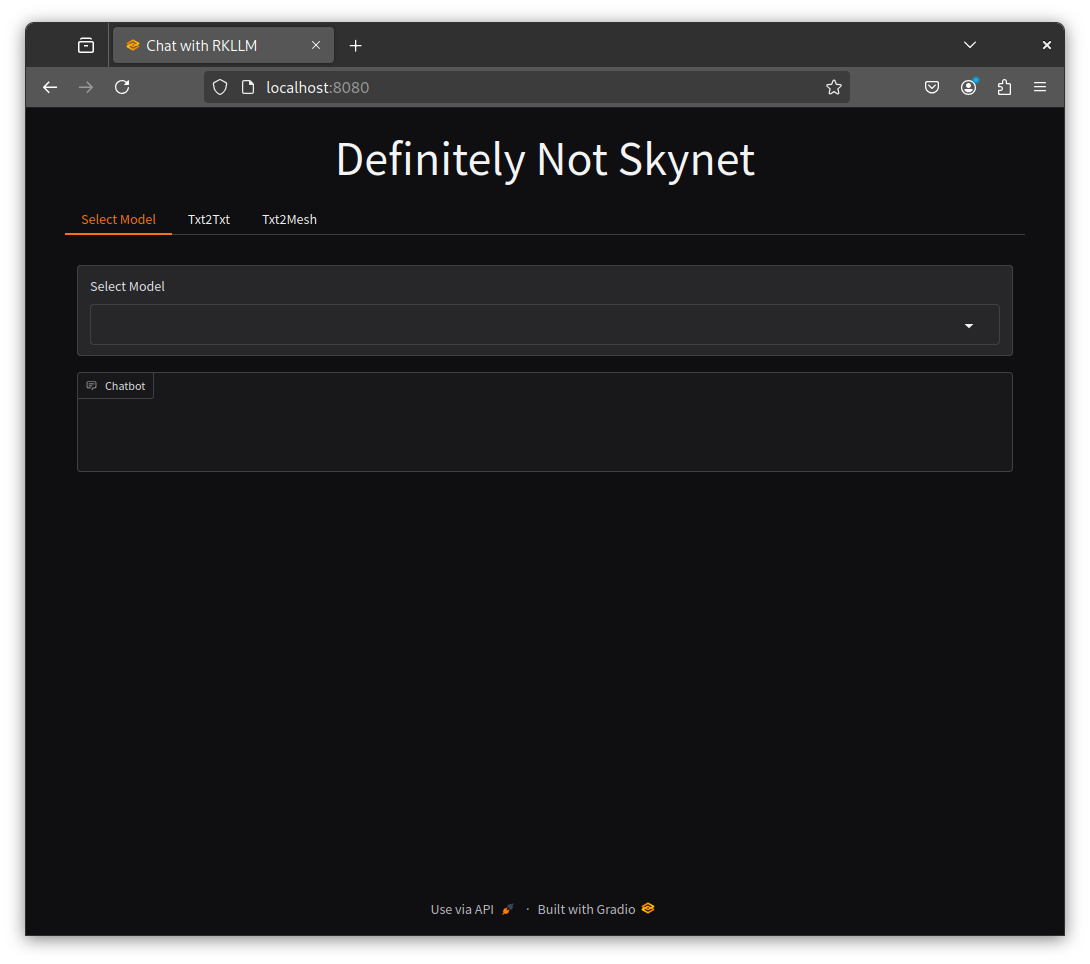 Chat with RKLLM
localhost:8080
Definitely Not Skynet
Select Model Txt2Txt Txt2Mesh
Select Model
Chatbot
Use via API · Built with Gradio